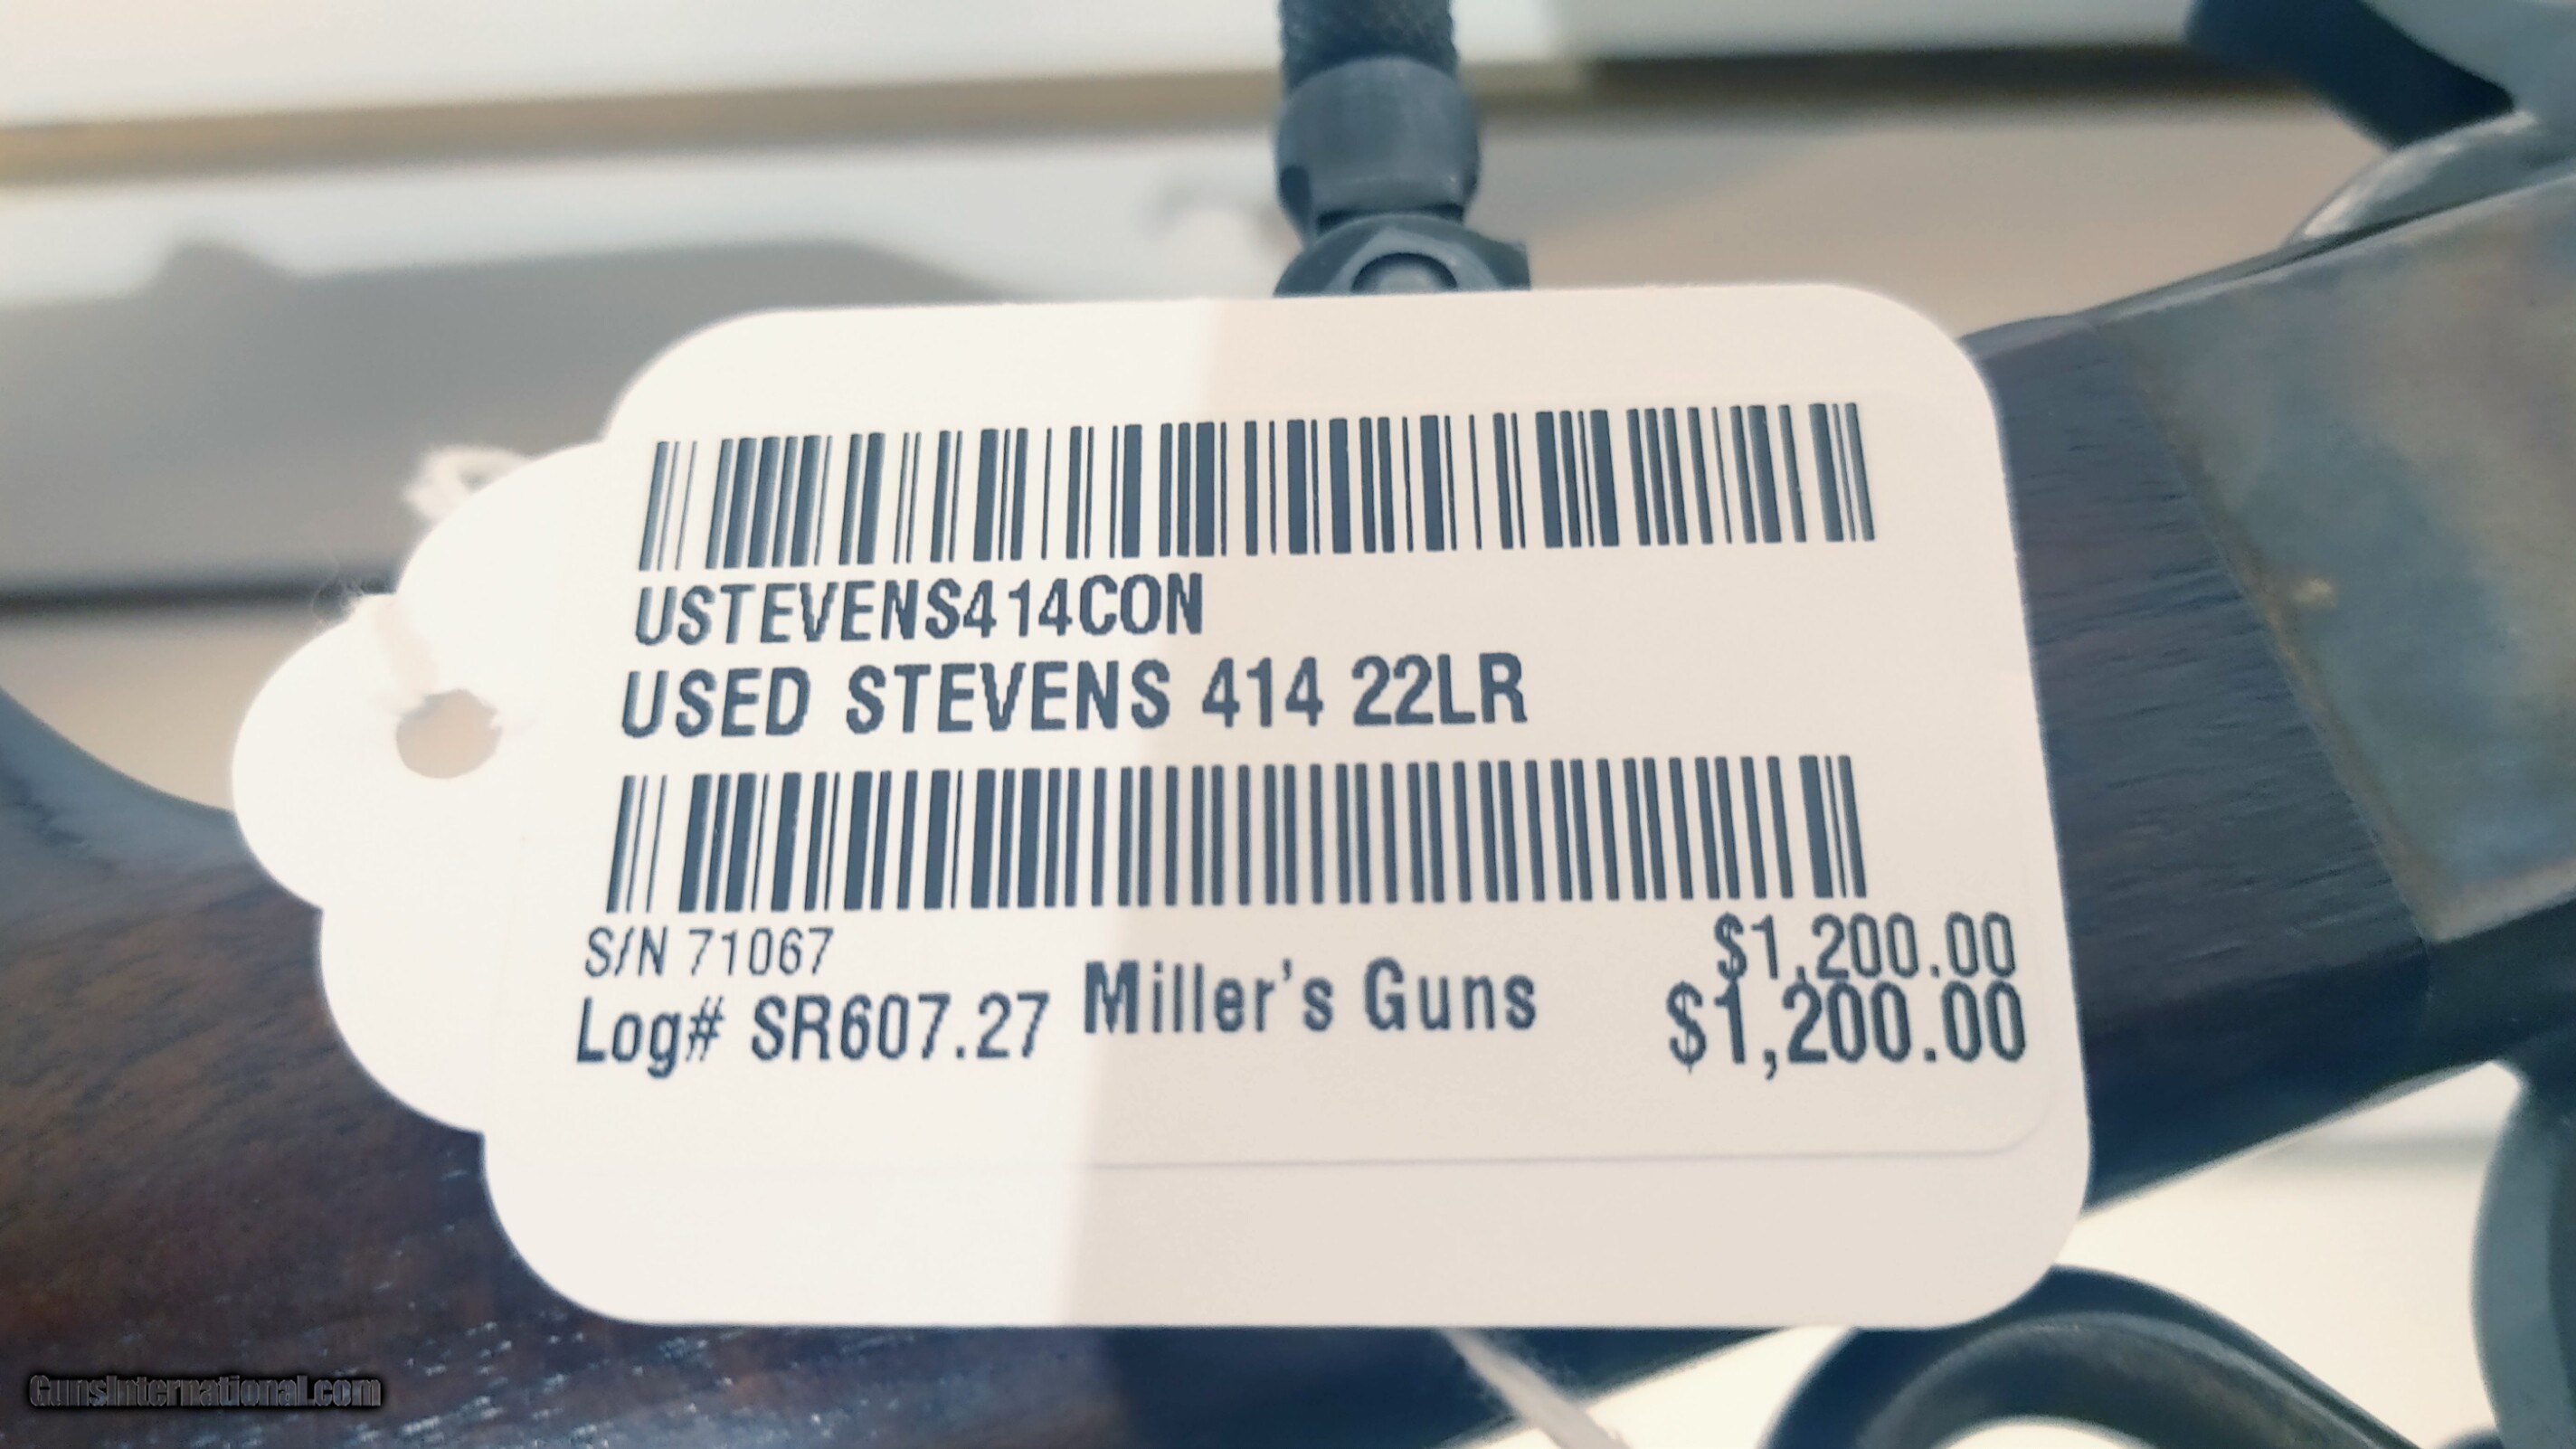 USTEVENS414CON
USED STEVENS 414 22LR
S/N 71067
$1,200.00
Log# SR607.27
Miller's Guns
$1,200.00
GunsInternational.com